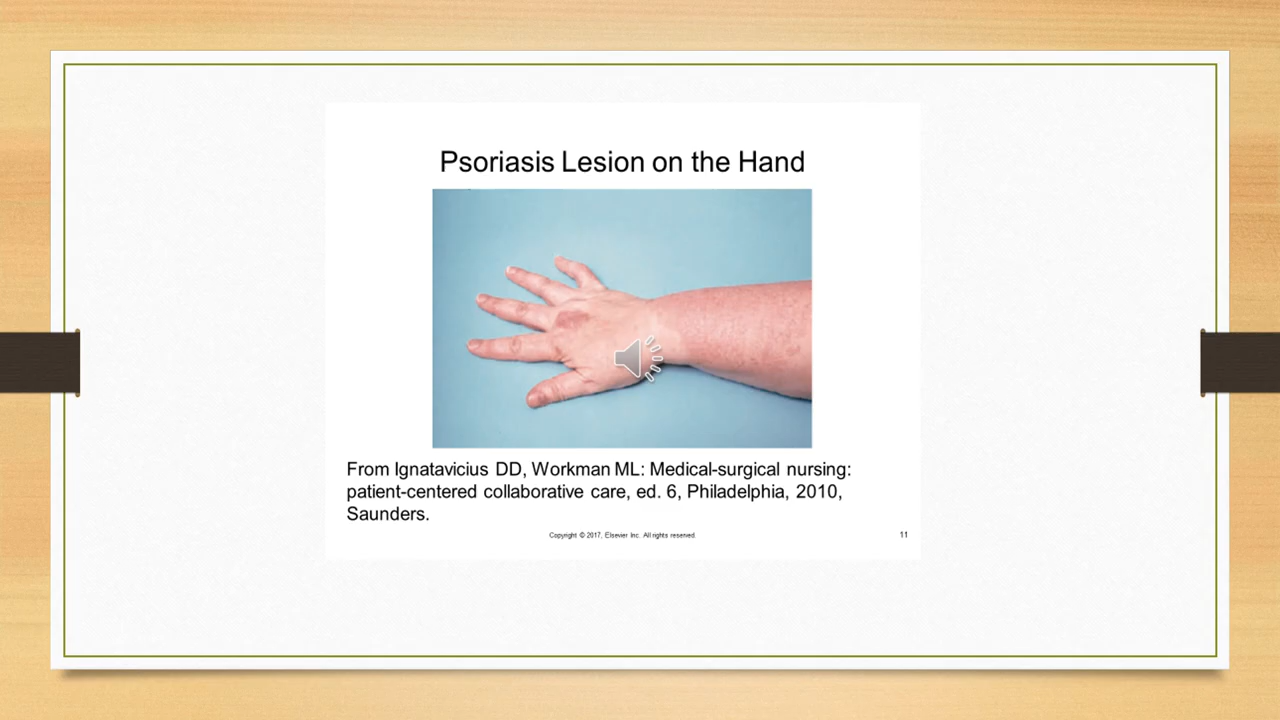 Psoriasis Lesion on the Hand
From Ignatavicius DD, Workman ML: Medical-surgical nursing:
patient-centered collaborative care, ed. 6, Philadelphia, 2010,
Saunders.
Copyright © 2017, Elsevier Inc. All rights reserved.
11